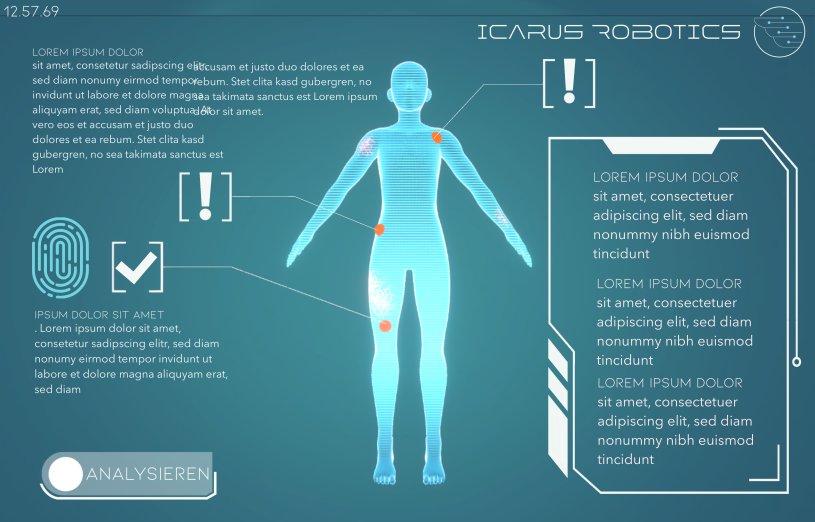 12.57.69
ICARUS ROBOTICS
LOREM IPSUM DOLOR
sit amet, consetetur sadipscing elitr,
sed diam nonumy eirmod tempor
invidunt ut labore et dolore magna
aliquyam erat, sed diam voluptua. At
vero eos et accusam et justo duo
dolores et ea rebum. Stet clita kasd
gubergren, no sea takimata sanctus est
Lorem
accusam et justo duo dolores et ea
rebum. Stet clita kasd gubergren, no
sea takimata sanctus est Lorem ipsum
dolor sit amet.
IPSUM DOLOR SIT AMET
. Lorem ipsum dolor sit amet,
consetetur sadipscing elitr, sed diam
nonumy eirmod tempor invidunt ut
labore et dolore magna aliquyam erat,
sed diam
ANALYSIEREN
LOREM IPSUM DOLOR
sit amet, consectetuer
adipiscing elit, sed diam
nonummy nibh euismod
tincidunt
LOREM IPSUM DOLOR
sit amet, consectetuer
adipiscing elit, sed diam
nonummy nibh euismod
tincidunt
LOREM IPSUM DOLOR
sit amet, consectetuer
adipiscing elit, sed diam
nonummy nibh euismod
tincidunt